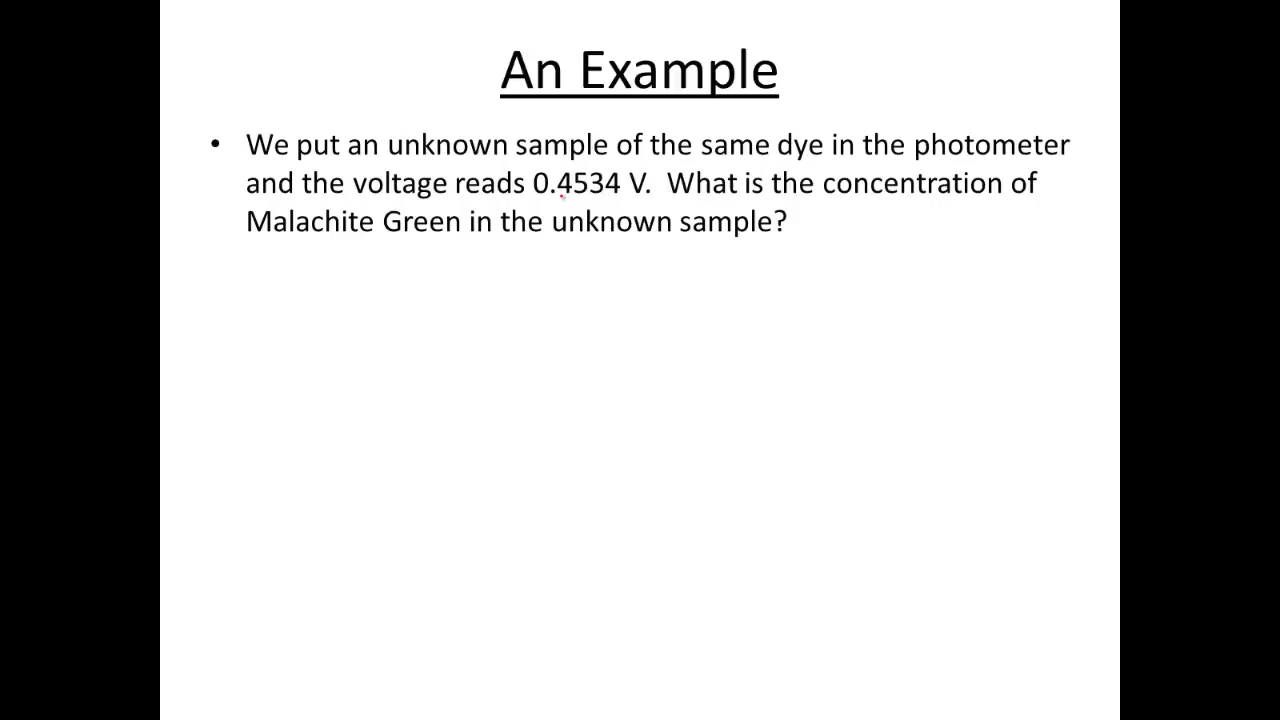 An Example
• We put an unknown sample of the same dye in the photometer
and the voltage reads 0.4534 V.  What is the concentration of
Malachite Green in the unknown sample?